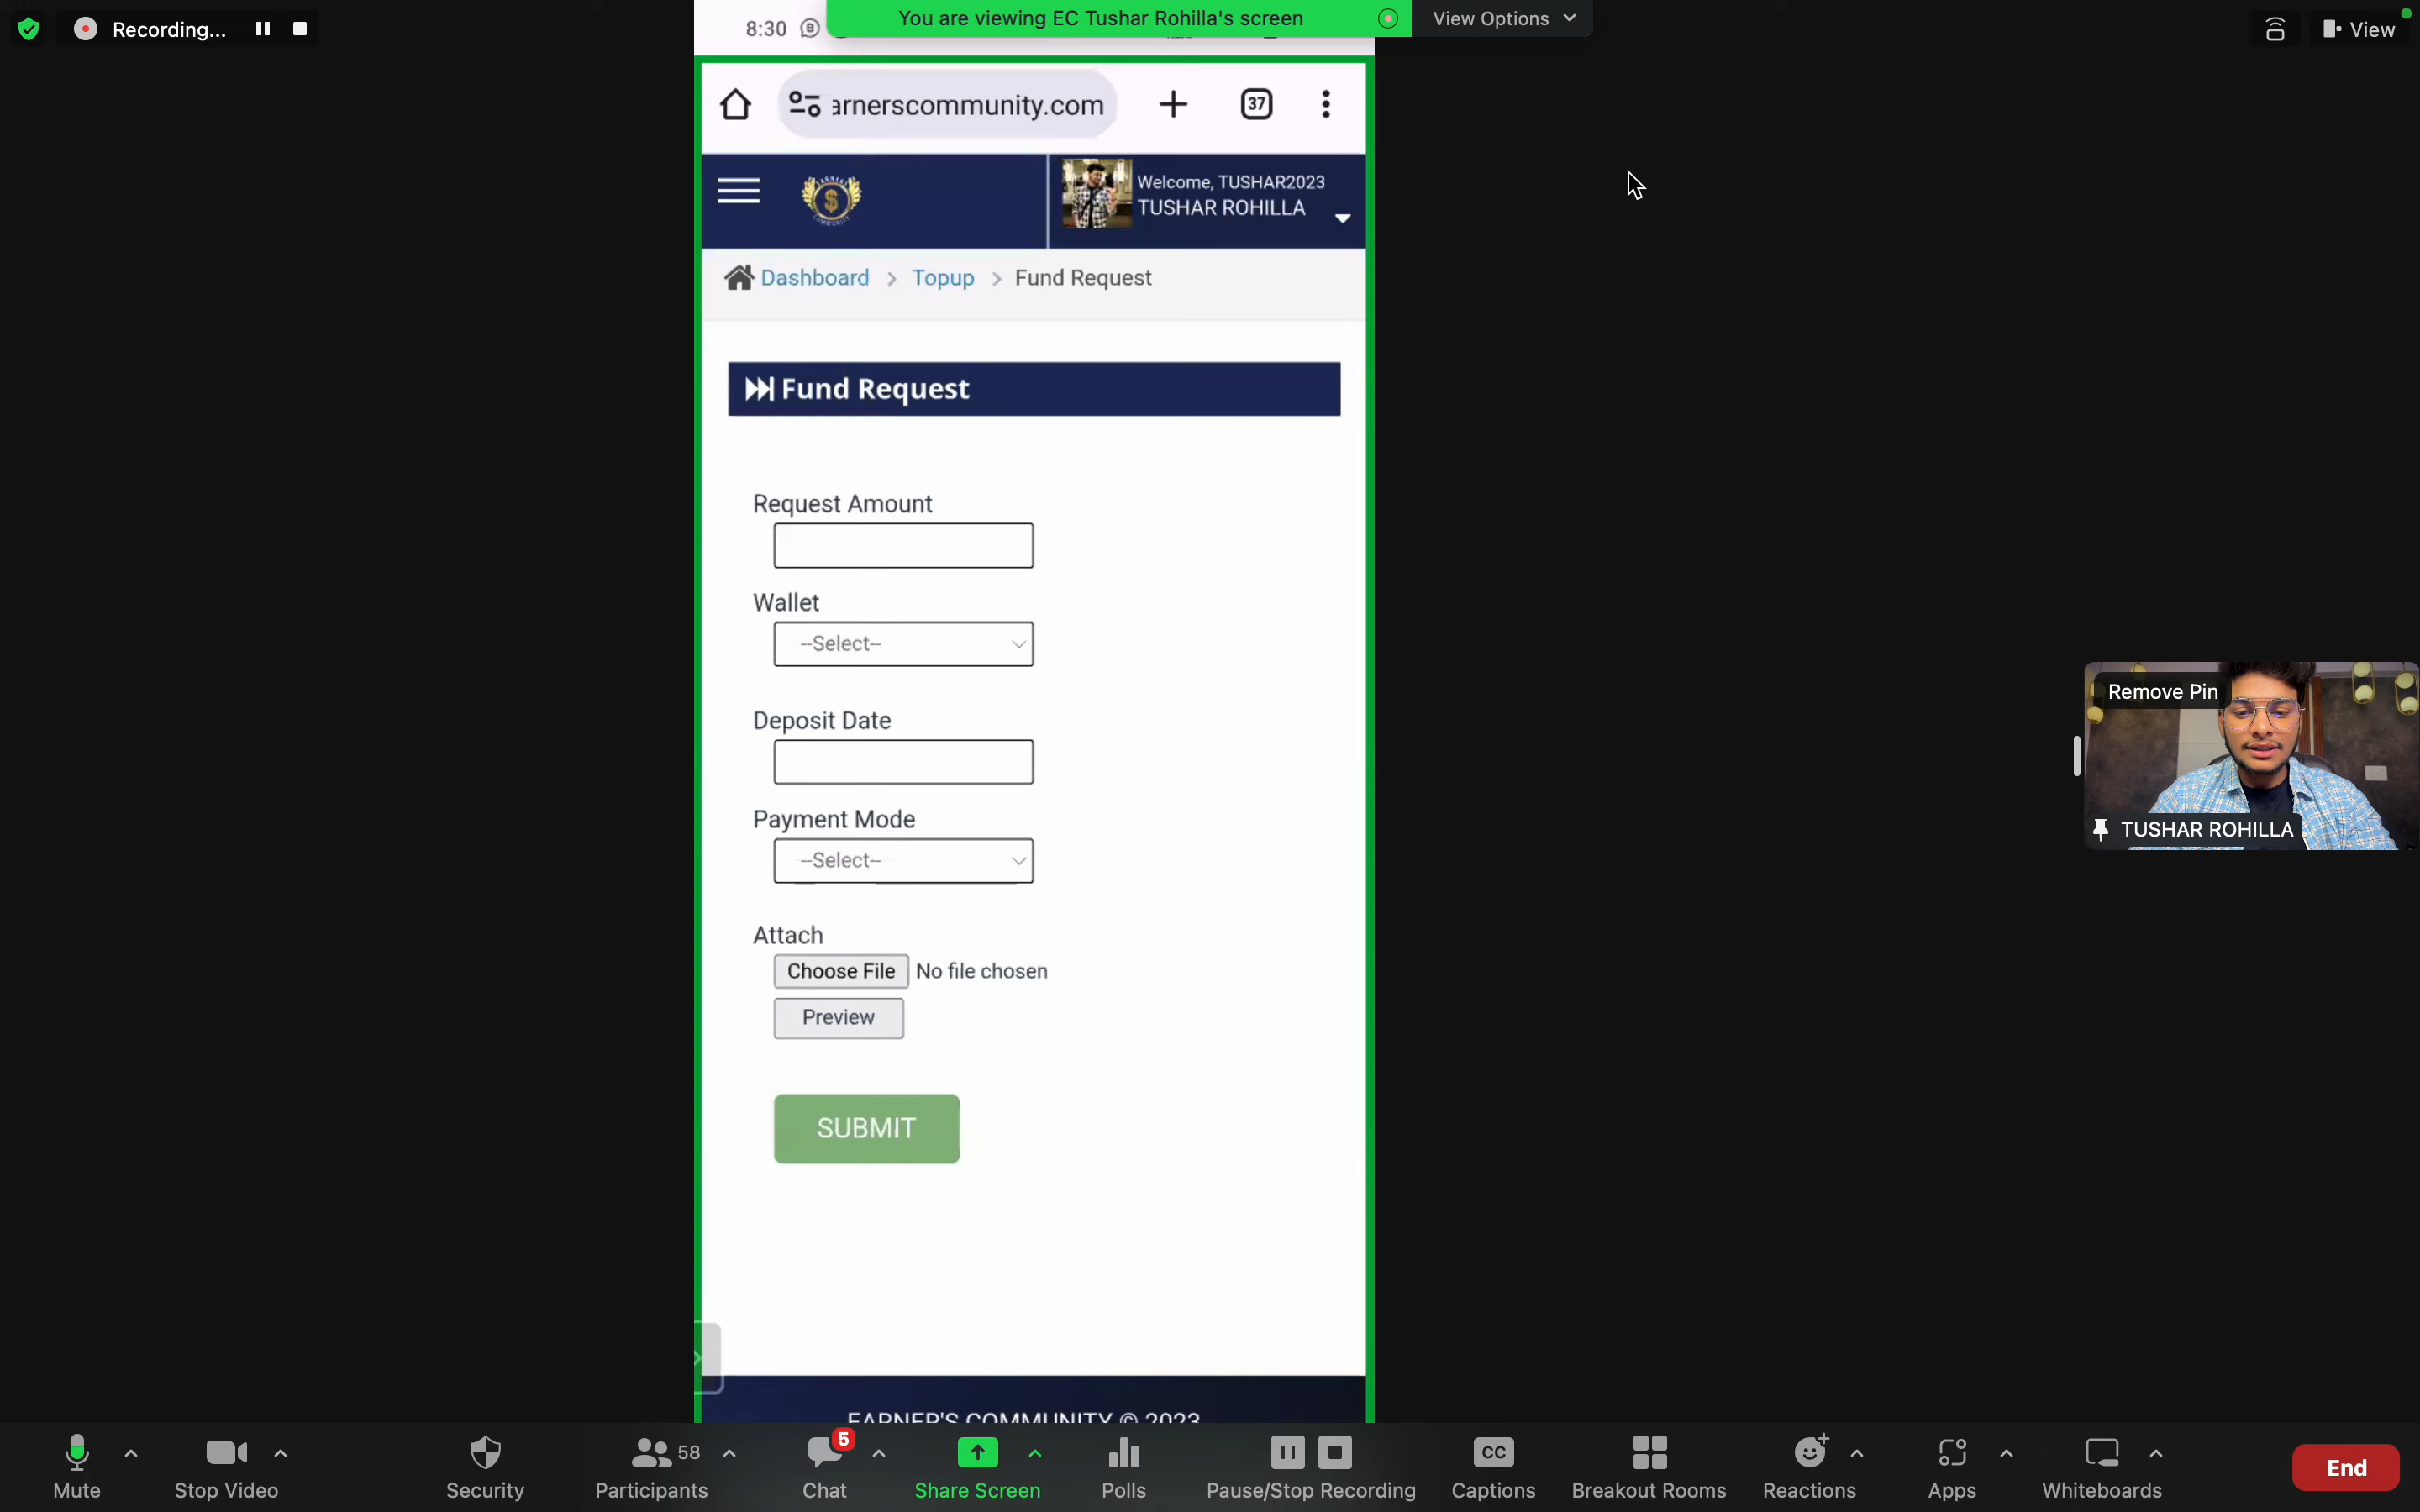 Recording...
8:30
You are viewing EC Tushar Rohilla's screen
View Options
View
arnerscommunity.com
37
Welcome, TUSHAR2023
TUSHAR ROHILLA
Dashboard > Topup > Fund Request
Fund Request
Request Amount
Wallet
--Select--
Deposit Date
Payment Mode
--Select--
Attach
Choose File No file chosen
Preview
SUBMIT
Remove Pin
TUSHAR ROHILLA
EARNER'S COMMUNITY © 2023
Mute
Stop Video
Security
58
Participants
5
Chat
Share Screen
Polls
Pause/Stop Recording
CC
Captions
Breakout Rooms
Reactions
Apps
Whiteboards
End